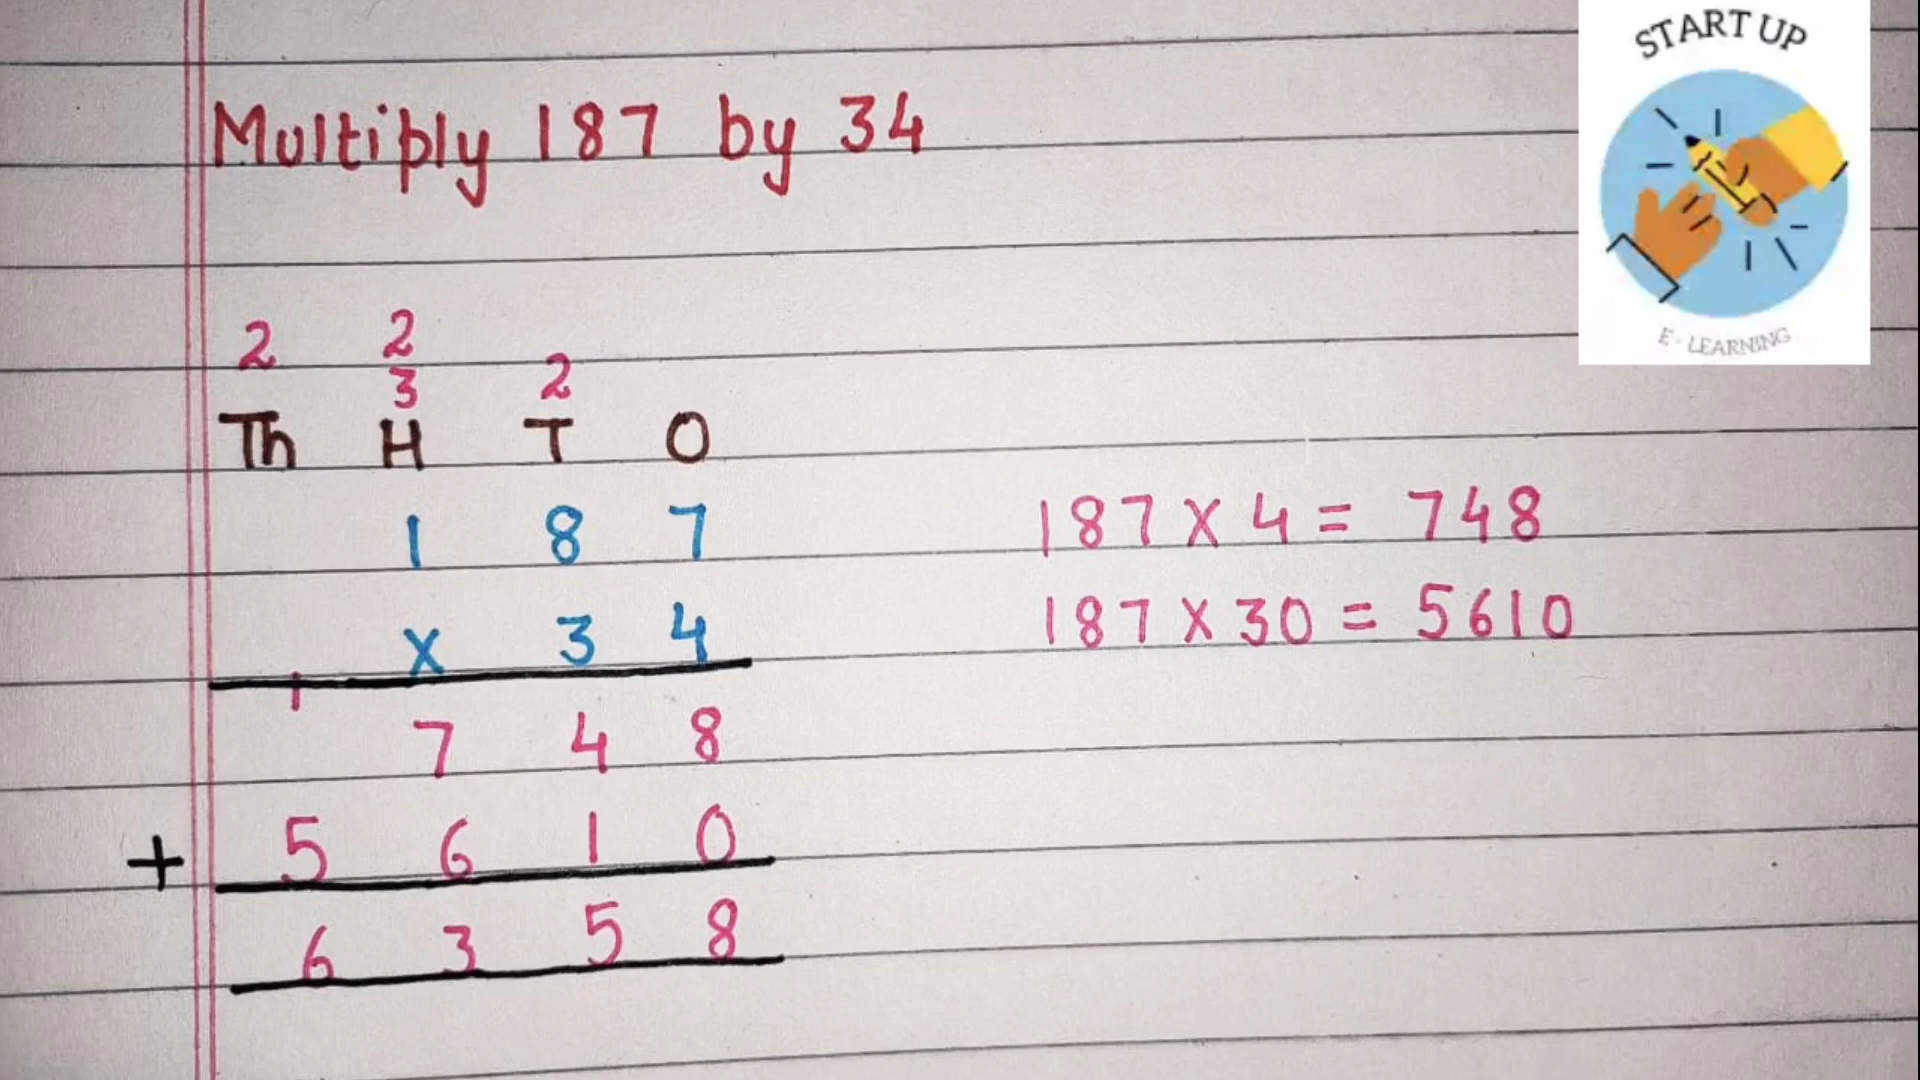 START UP
E-LEARNING
Multiply 187 by 34
2 2
3 2
Th H T O
1 8 7
x 3 4
1
7 4 8
+ 5 6 1 0
6 3 5 8
187 x 4 = 748
187 x 30 = 5610